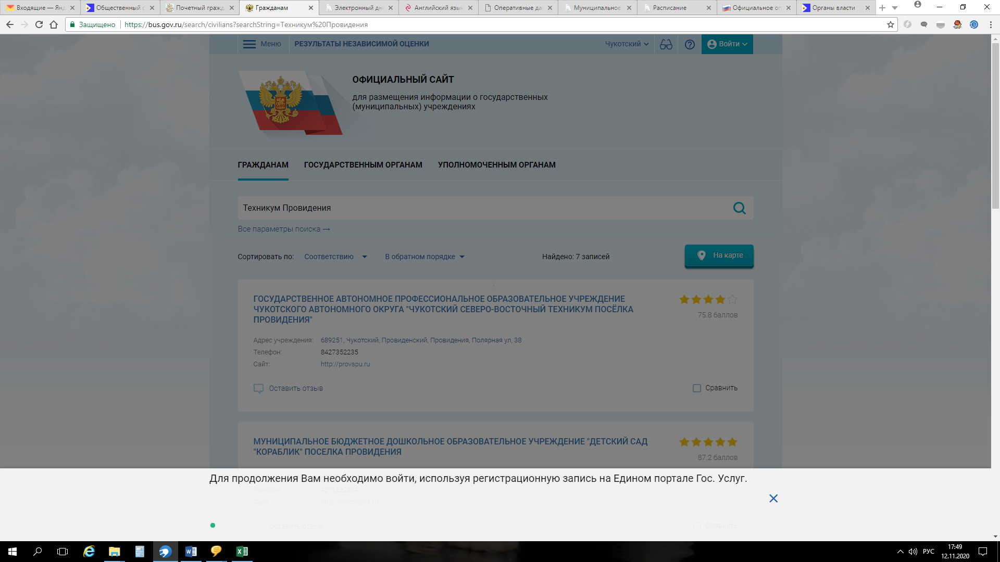 Входящие — Янд
Общественный с
Почетный гражд
Гражданам
Электронный дне
Английский язык
Оперативные да
Муниципальное
Расписание
Официальное оп
Органы власти
Защищено
https://bus.gov.ru/search/civilians?searchString=Техникум%20Провидения
Меню
РЕЗУЛЬТАТЫ НЕЗАВИСИМОЙ ОЦЕНКИ
Чукотский
Войти
ОФИЦИАЛЬНЫЙ САЙТ
для размещения информации о государственных
(муниципальных) учреждениях
ГРАЖДАНАМ
ГОСУДАРСТВЕННЫМ ОРГАНАМ
УПОЛНОМОЧЕННЫМ ОРГАНАМ
Техникум Провидения
Все параметры поиска →
Сортировать по: Соответствию В обратном порядке Найдено: 7 записей
На карте
ГОСУДАРСТВЕННОЕ АВТОНОМНОЕ ПРОФЕССИОНАЛЬНОЕ ОБРАЗОВАТЕЛЬНОЕ УЧРЕЖДЕНИЕ
ЧУКОТСКОГО АВТОНОМНОГО ОКРУГА "ЧУКОТСКИЙ СЕВЕРО-ВОСТОЧНЫЙ ТЕХНИКУМ ПОСЁЛКА
ПРОВИДЕНИЯ"
75.8 баллов
Адрес учреждения: 689251, Чукотский, Провиденский, Провидения, Полярная ул, 38
Телефон: 8427352235
Сайт: http://provspu.ru
Оставить отзыв
Сравнить
МУНИЦИПАЛЬНОЕ БЮДЖЕТНОЕ ДОШКОЛЬНОЕ ОБРАЗОВАТЕЛЬНОЕ УЧРЕЖДЕНИЕ "ДЕТСКИЙ САД
"КОРАБЛИК" ПОСЕЛКА ПРОВИДЕНИЯ
87.2 баллов
Для продолжения Вам необходимо войти, используя регистрационную запись на Едином портале Гос. Услуг.
Телефон:
Сайт:
Оставить отзыв
Сравнить
РУС
17:49
12.11.2020